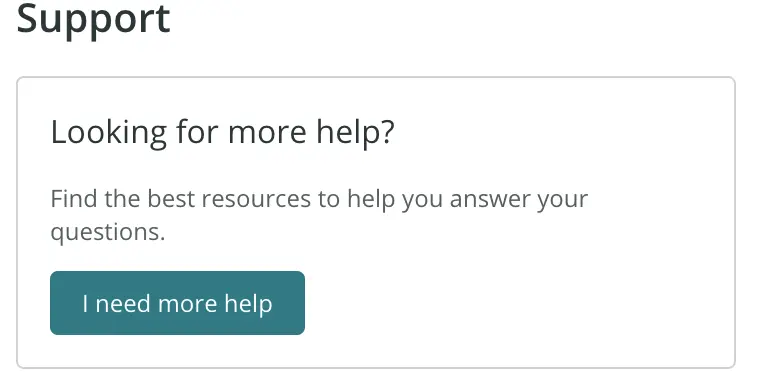 Support
Looking for more help?
Find the best resources to help you answer your
questions.
I need more help